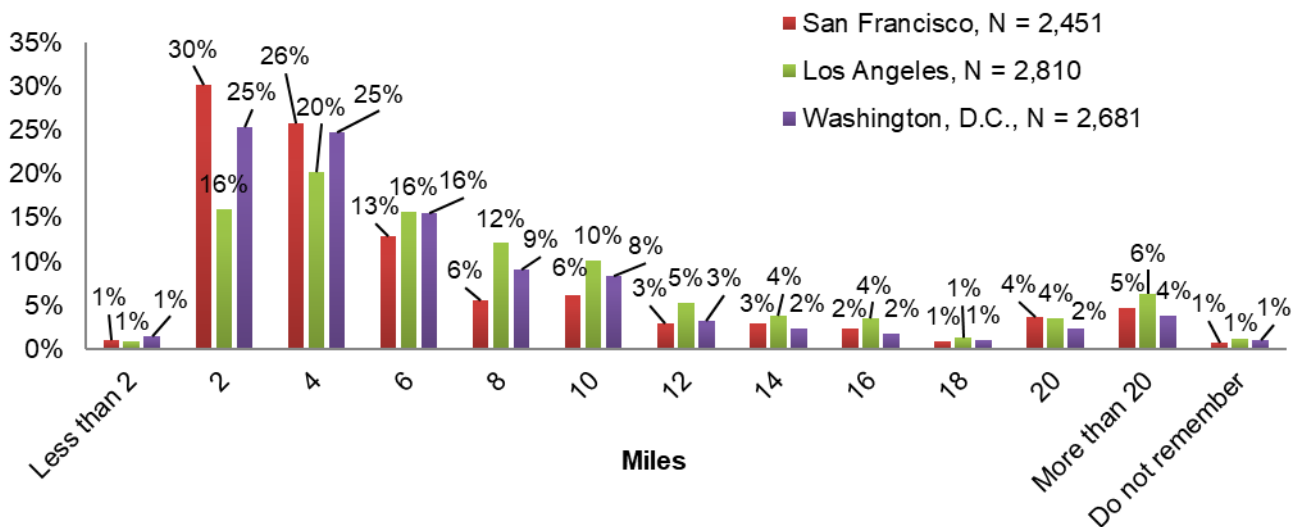 San Francisco, N = 2,451
Los Angeles, N = 2,810
Washington, D.C., N = 2,681
35%
30%
25%
20%
15%
10%
5%
0%
1% 1% 1%
30% 16% 25%
26% 20% 25%
13% 16% 16%
6% 12% 9%
6% 10% 8%
3% 5% 3%
3% 4% 2%
2% 4% 2%
1% 1% 1%
4% 4% 2%
5% 6% 4%
1% 1% 1%
Less than 2
2
4
6
8
10
12
14
16
18
20
More than 20
Do not remember
Miles